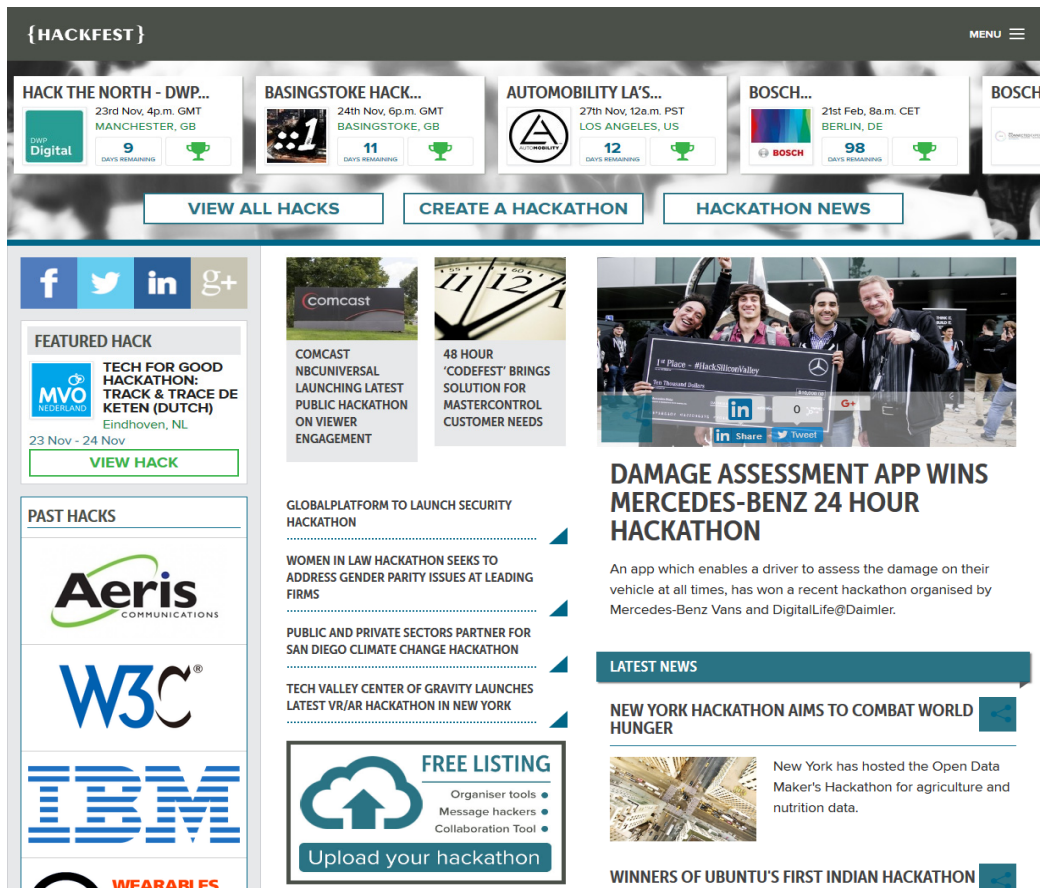 {HACKFEST}
MENU
HACK THE NORTH - DWP...
23rd Nov, 4p.m. GMT
MANCHESTER, GB
DWP
Digital
9
DAYS REMAINING
BASINGSTOKE HACK...
24th Nov, 6p.m. GMT
BASINGSTOKE, GB
::1
11
DAYS REMAINING
AUTOMOBILITY LA'S...
27th Nov, 12a.m. PST
LOS ANGELES, US
AUTOMOBILITY
12
DAYS REMAINING
BOSCH...
21st Feb, 8a.m. CET
BERLIN, DE
BOSCH
98
DAYS REMAINING
BOSCH
VIEW ALL HACKS
CREATE A HACKATHON
HACKATHON NEWS
f
in
g+
FEATURED HACK
MVO
NEDERLAND
TECH FOR GOOD
HACKATHON:
TRACK & TRACE DE
KETEN (DUTCH)
Eindhoven, NL
23 Nov - 24 Nov
VIEW HACK
PAST HACKS
Aeris
COMMUNICATIONS
W3C®
IBM
WEARABLES
comcast
COMCAST
NBCUNIVERSAL
LAUNCHING LATEST
PUBLIC HACKATHON
ON VIEWER
ENGAGEMENT
11 12 1
55 60
48 HOUR
‘CODEFEST’ BRINGS
SOLUTION FOR
MASTERCONTROL
CUSTOMER NEEDS
GLOBALPLATFORM TO LAUNCH SECURITY
HACKATHON
WOMEN IN LAW HACKATHON SEEKS TO
ADDRESS GENDER PARITY ISSUES AT LEADING
FIRMS
PUBLIC AND PRIVATE SECTORS PARTNER FOR
SAN DIEGO CLIMATE CHANGE HACKATHON
TECH VALLEY CENTER OF GRAVITY LAUNCHES
LATEST VR/AR HACKATHON IN NEW YORK
FREE LISTING
Organiser tools •
Message hackers •
Collaboration Tool •
Upload your hackathon
1st Place - #HackSiliconValley
Ten Thousand Dollars
in
0
G+
in Share
Tweet
DAMAGE ASSESSMENT APP WINS
MERCEDES-BENZ 24 HOUR
HACKATHON
An app which enables a driver to assess the damage on their
vehicle at all times, has won a recent hackathon organised by
Mercedes-Benz Vans and DigitalLife@Daimler.
LATEST NEWS
NEW YORK HACKATHON AIMS TO COMBAT WORLD
HUNGER
New York has hosted the Open Data
Maker's Hackathon for agriculture and
nutrition data.
WINNERS OF UBUNTU'S FIRST INDIAN HACKATHON